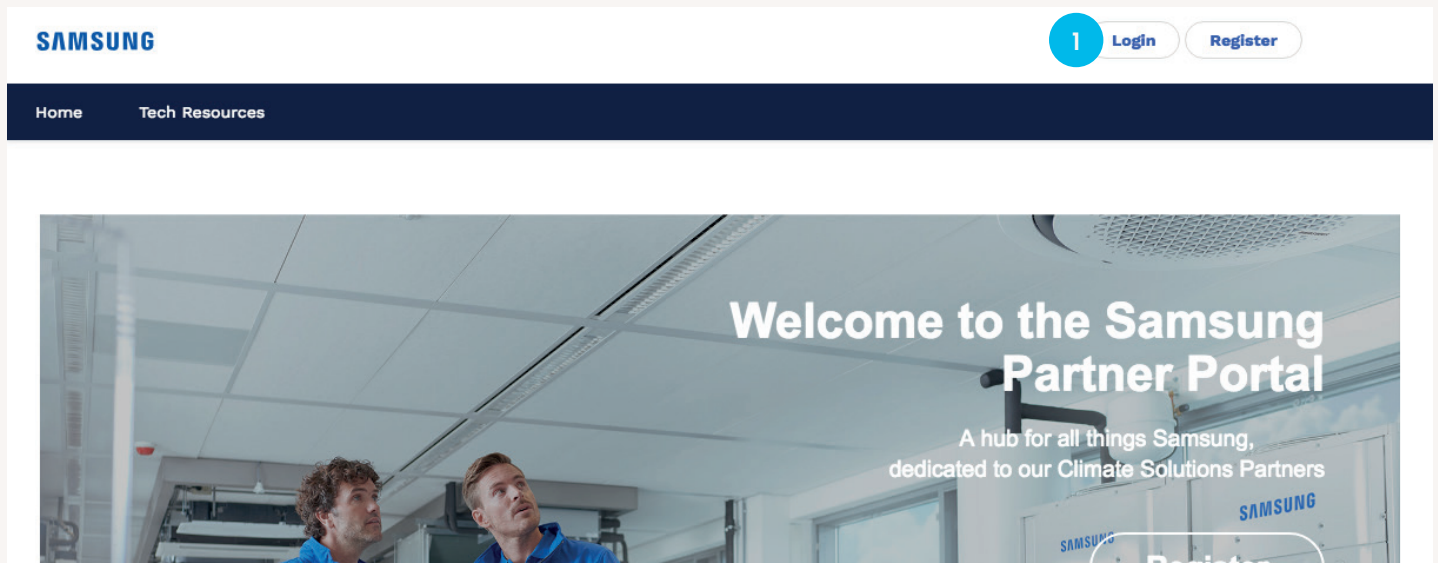 SAMSUNG
1 Login Register
Home Tech Resources
Welcome to the Samsung
Partner Portal
A hub for all things Samsung,
dedicated to our Climate Solutions Partners
SAMSUNG
SAMSUNG
Register